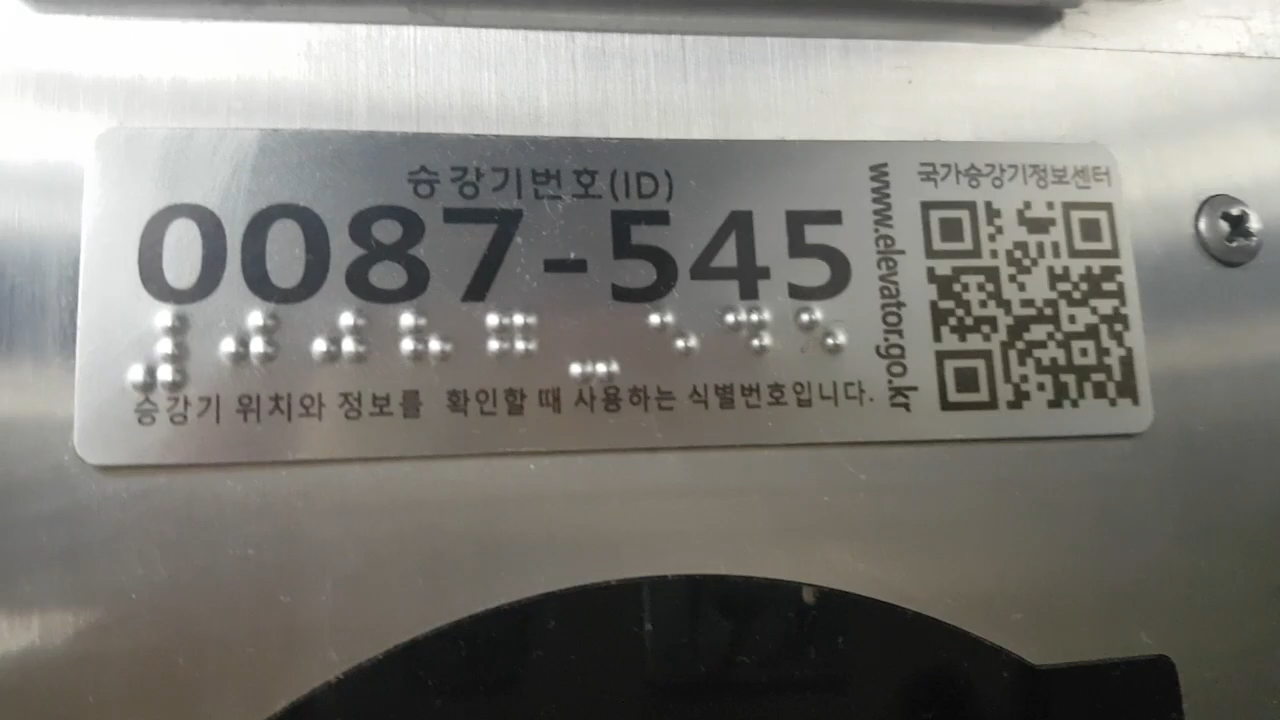 승강기번호(ID)
0087-545
⠼⠚⠚⠓⠛⠤⠑⠙⠑
승강기 위치와 정보를 확인할 때 사용하는 식별번호입니다.
www.elevator.go.kr
국가승강기정보센터